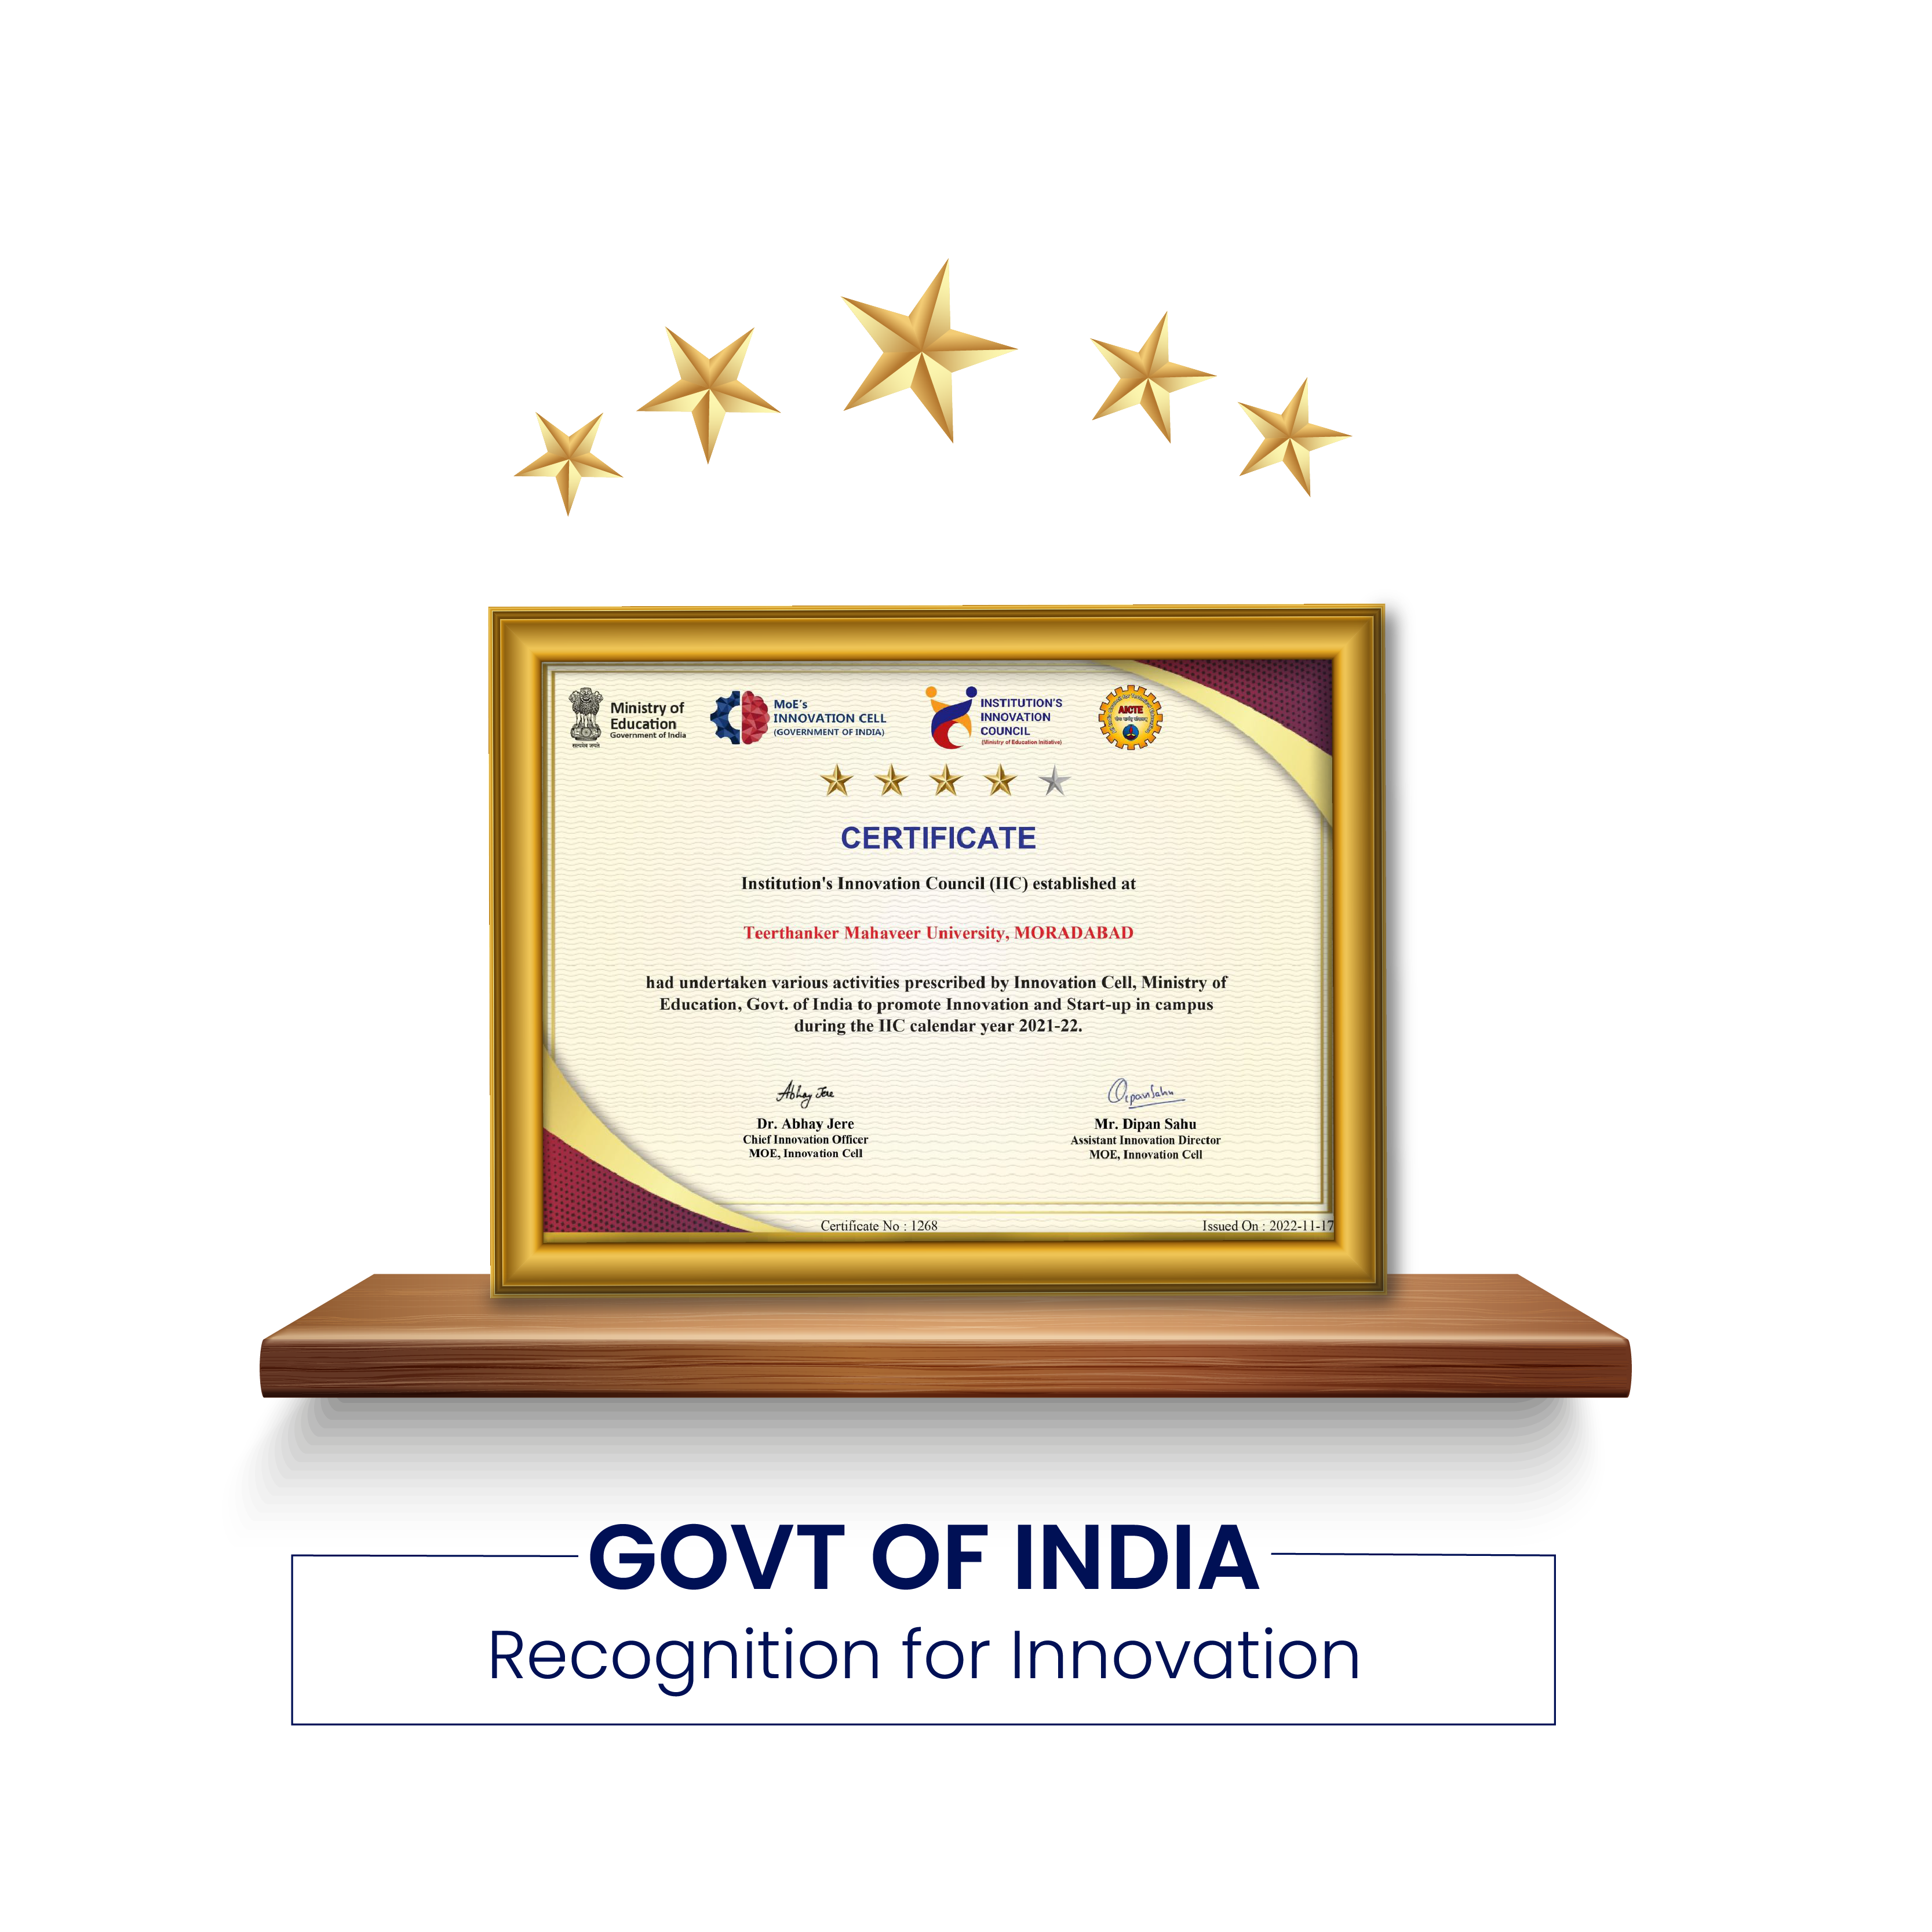 Ministry of
Education
Government of India
सत्यमेव जयते
MoE's
INNOVATION CELL
(GOVERNMENT OF INDIA)
INSTITUTION'S
INNOVATION
COUNCIL
(Ministry of Education Initiative)
AICTE
CERTIFICATE
Institution's Innovation Council (IIC) established at
Teerthanker Mahaveer University, MORADABAD
had undertaken various activities prescribed by Innovation Cell, Ministry of
Education, Govt. of India to promote Innovation and Start-up in campus
during the IIC calendar year 2021-22.
Abhay Jere
Dipan Sahu
Dr. Abhay Jere
Chief Innovation Officer
MOE, Innovation Cell
Mr. Dipan Sahu
Assistant Innovation Director
MOE, Innovation Cell
Certificate No : 1268
Issued On : 2022-11-17
GOVT OF INDIA
Recognition for Innovation